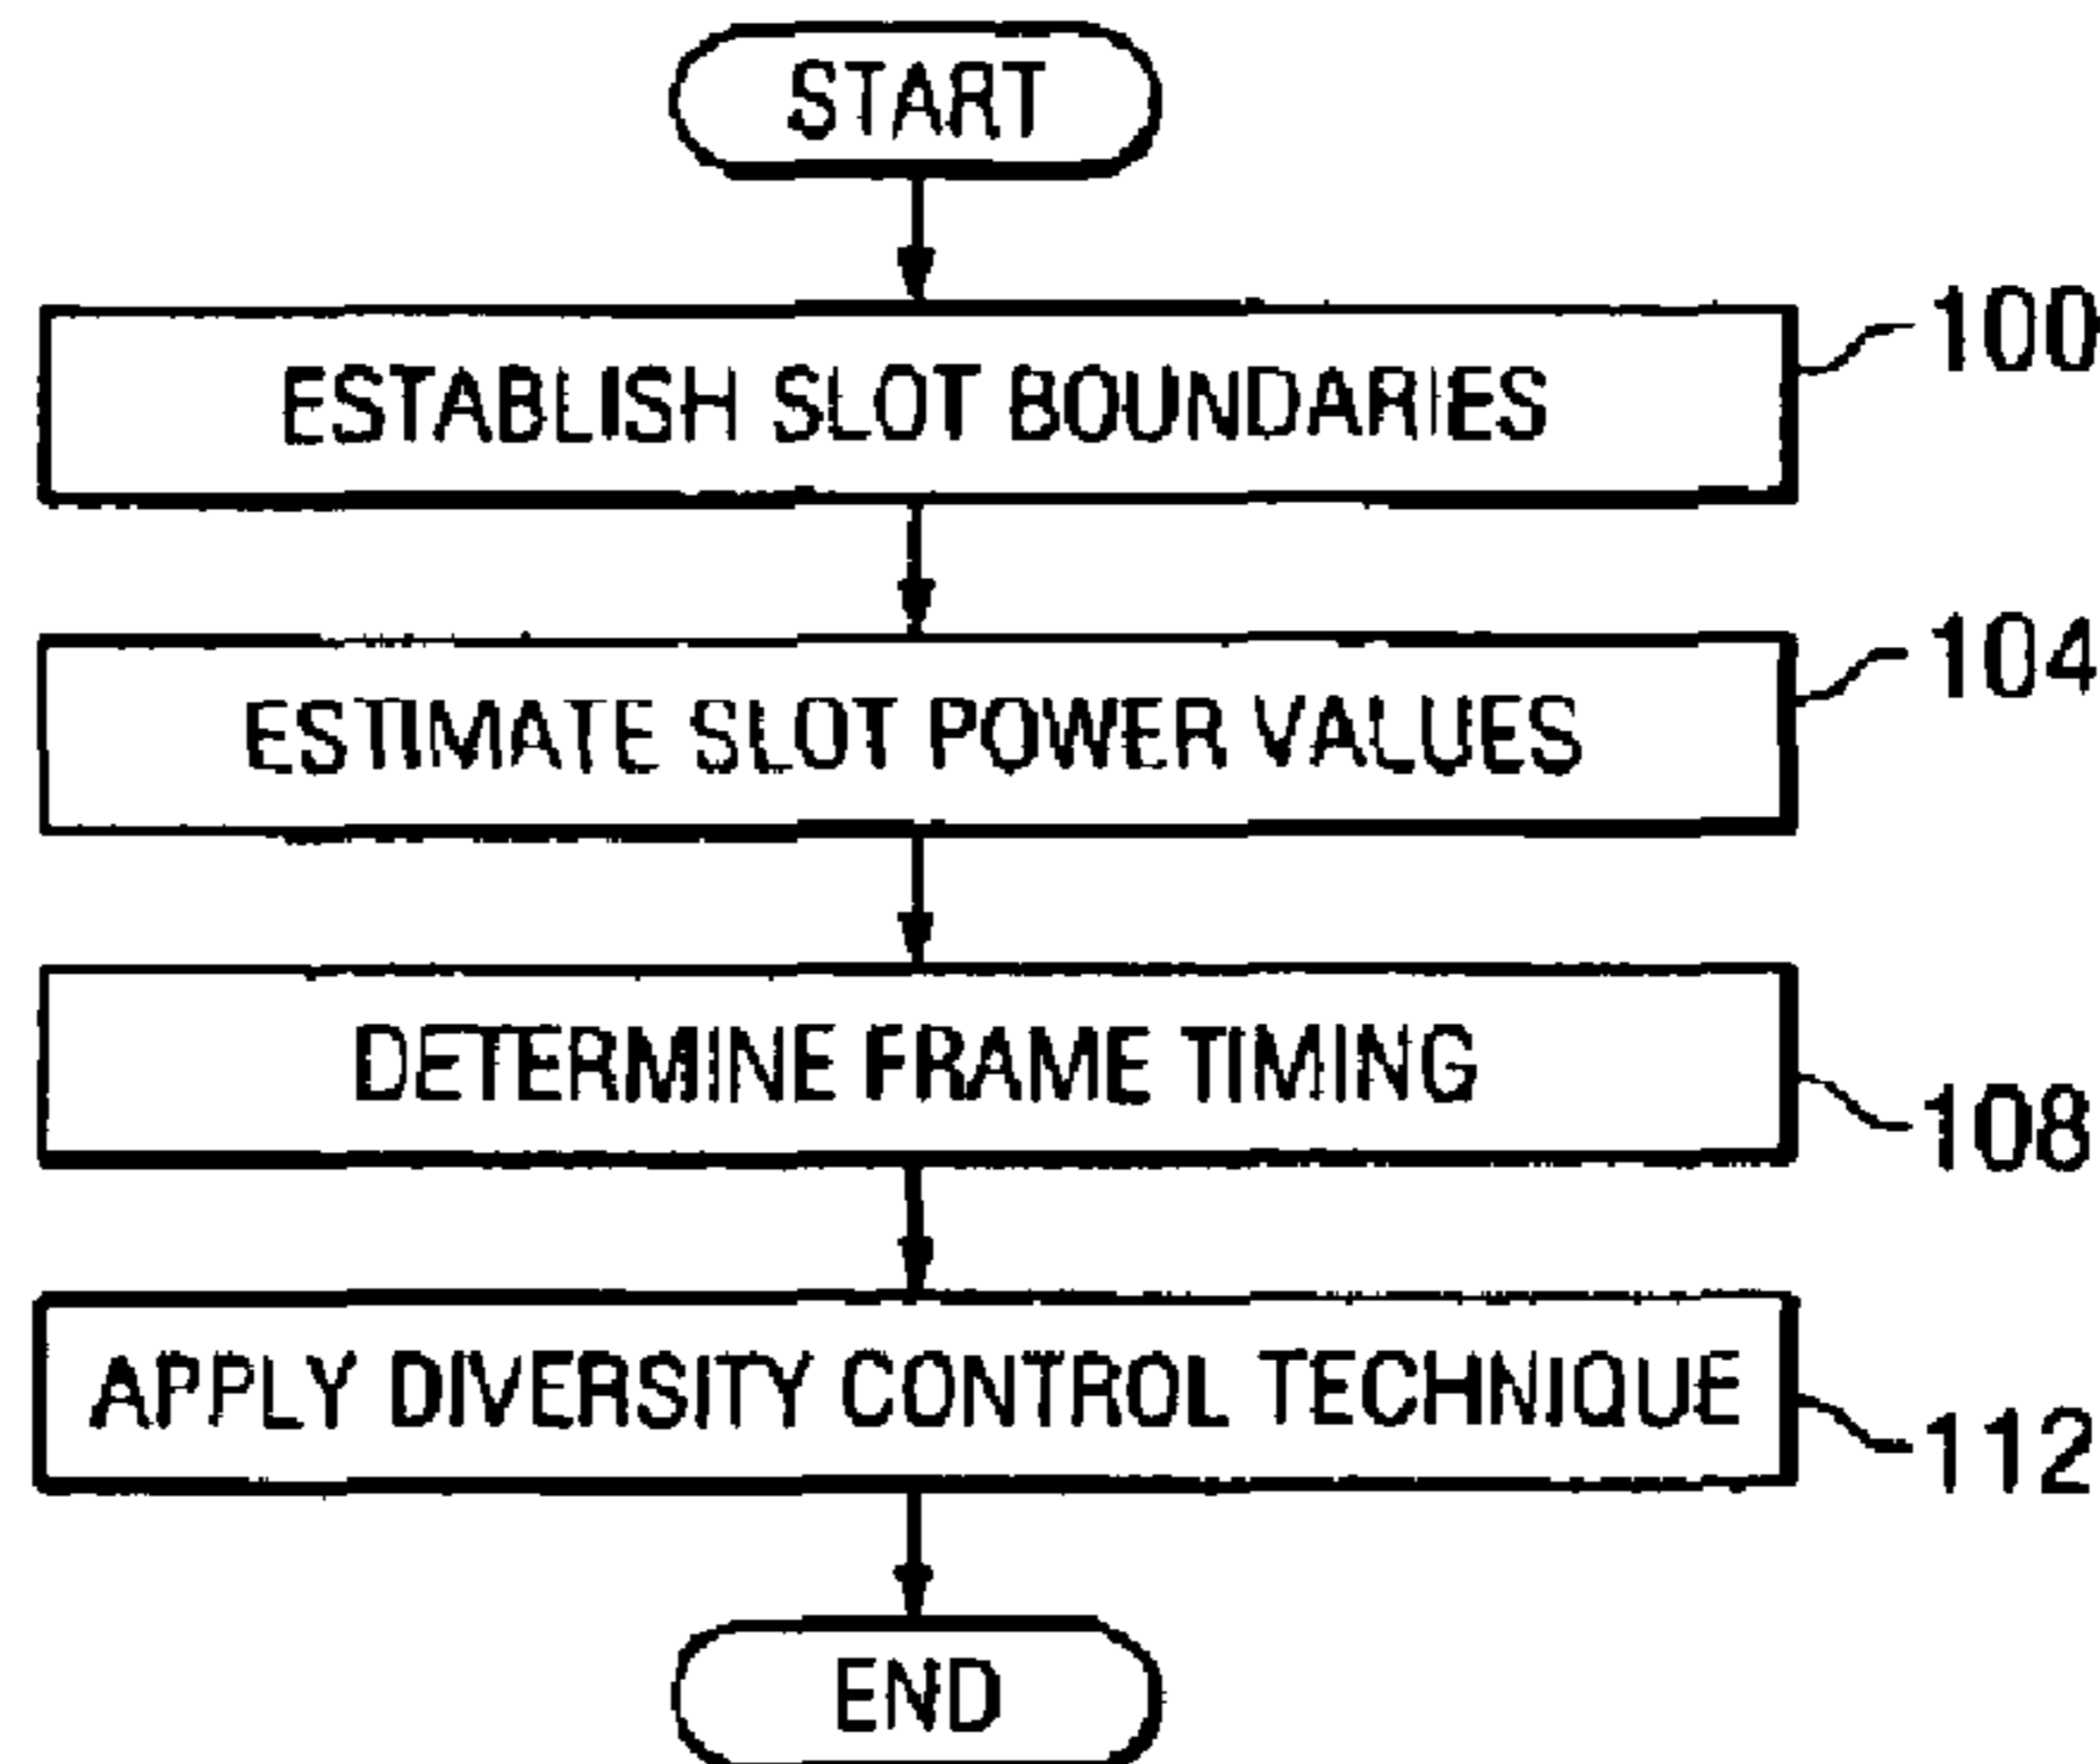 START
ESTABLISH SLOT BOUNDARIES
100
ESTIMATE SLOT POWER VALUES
104
DETERMINE FRAME TIMING
108
APPLY DIVERSITY CONTROL TECHNIQUE
112
END